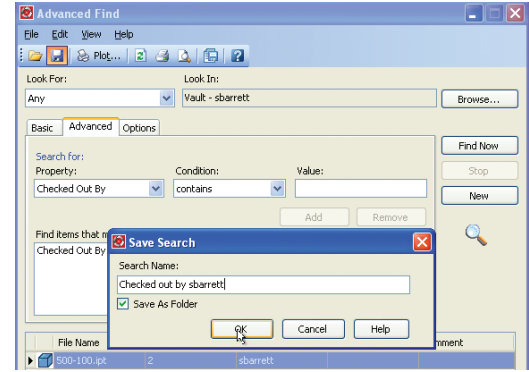 Advanced Find
File Edit View Help
Plot...
Look For: Look In:
Any Vault - sbarrett Browse...
Basic Advanced Options
Find Now
Search for:
Property: Condition: Value: Stop
Checked Out By contains New
Add Remove
Find items that m
Checked Out By
Save Search
Search Name:
Checked out by sbarrett
Save As Folder
OK Cancel Help
File Name mment
500-100.ipt 2 sbarrett